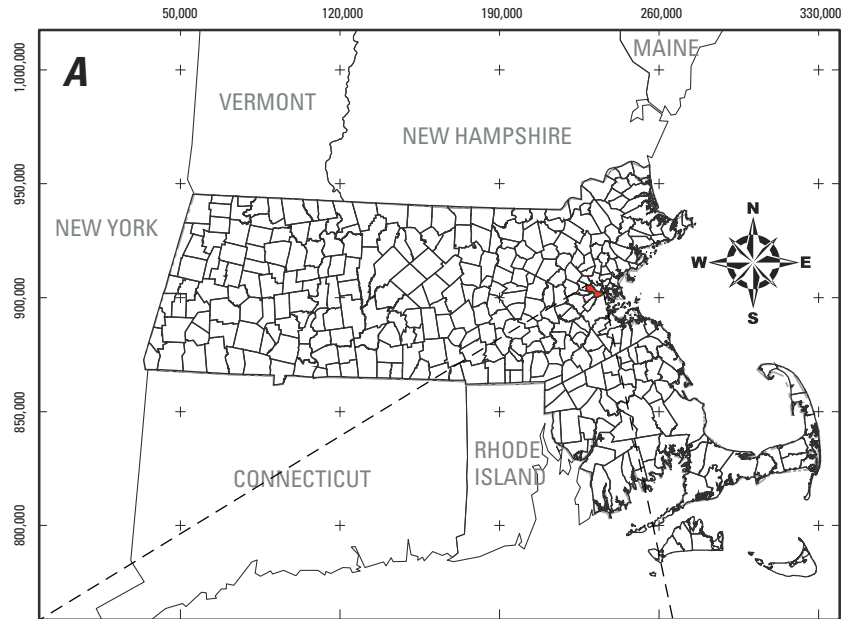 50,000 120,000 190,000 260,000 330,000
1,000,000
950,000
900,000
850,000
800,000
A
MAINE
VERMONT
NEW HAMPSHIRE
NEW YORK
N
W E
S
CONNECTICUT
RHODE
ISLAND